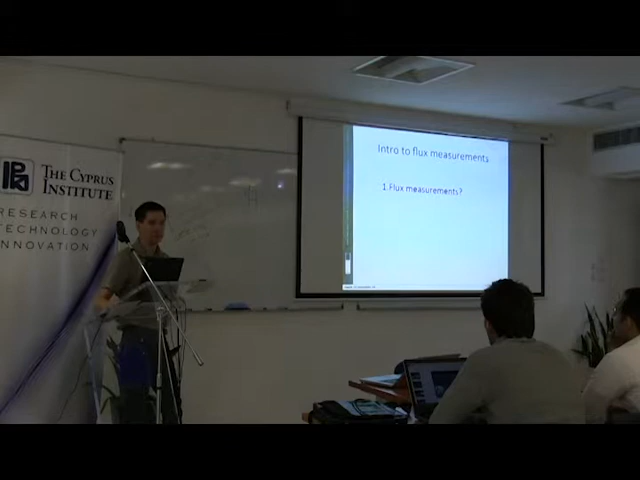 THE CYPRUS
INSTITUTE
RESEARCH
TECHNOLOGY
INNOVATION
Intro to flux measurements
1.Flux measurements?